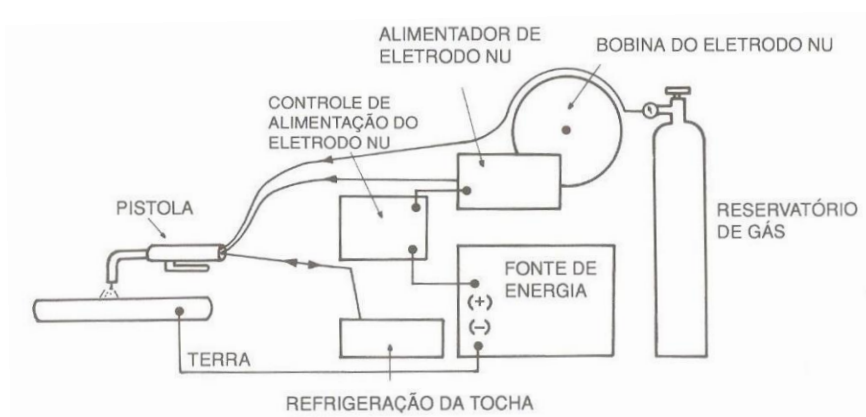 ALIMENTADOR DE
ELETRODO NU
BOBINA DO ELETRODO NU
CONTROLE DE
ALIMENTAÇÃO DO
ELETRODO NU
PISTOLA
RESERVATÓRIO
DE GÁS
FONTE DE
ENERGIA
(+)
(–)
TERRA
REFRIGERAÇÃO DA TOCHA